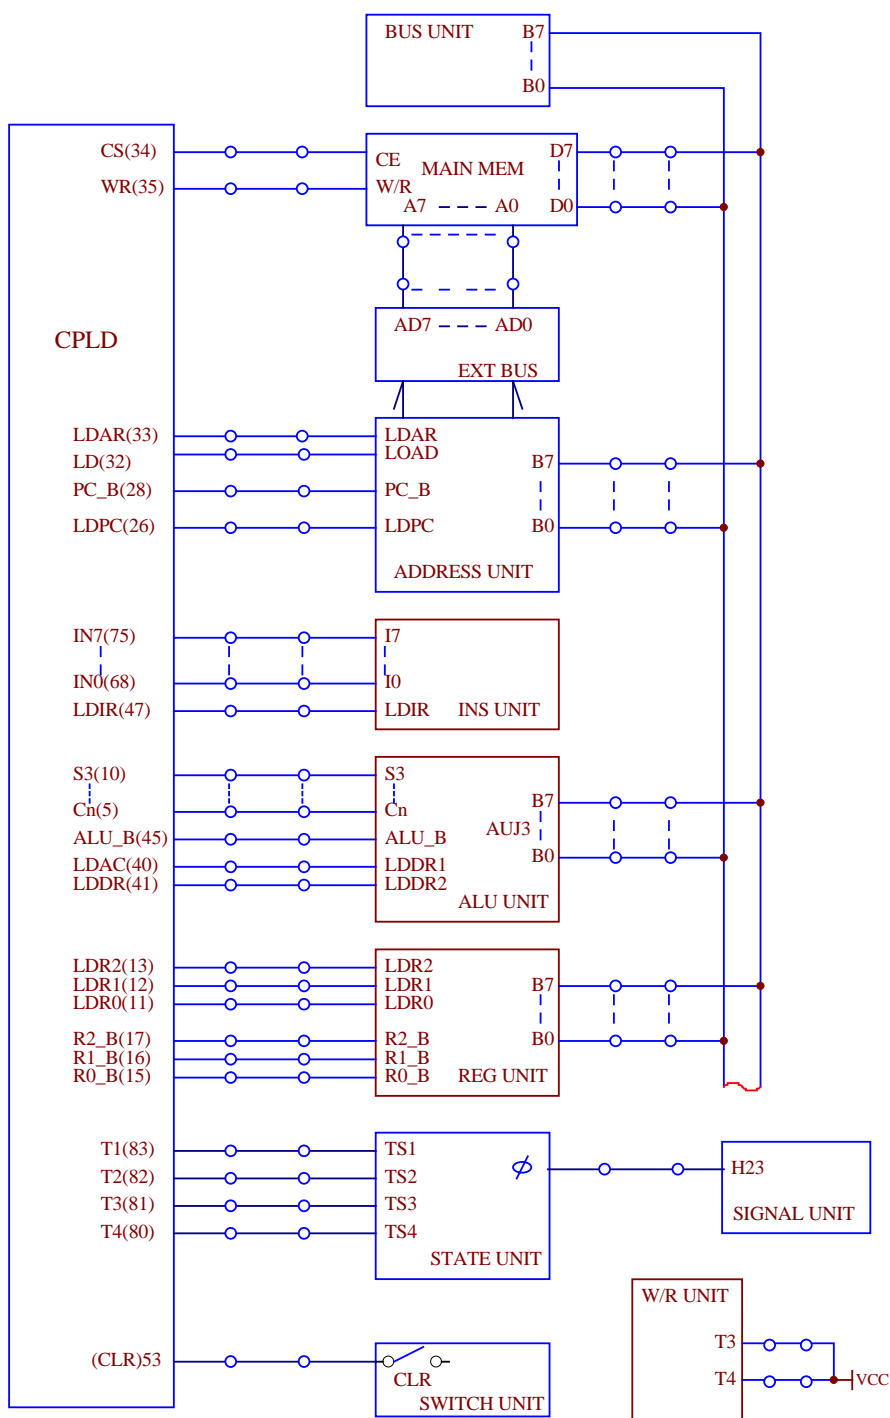 BUS UNIT B7
B0
CS(34) CE MAIN MEM D7
WR(35) W/R
A7 A0 D0
CPLD
AD7 AD0
EXT BUS
LDAR(33) LDAR
LD(32) LOAD B7
PC_B(28) PC_B
LDPC(26) LDPC B0
ADDRESS UNIT
IN7(75) I7
IN0(68) I0
LDIR(47) LDIR INS UNIT
S3(10) S3
Cn(5) Cn B7
ALU_B(45) ALU_B AUJ3
LDAC(40) LDDR1 B0
LDDR(41) LDDR2
ALU UNIT
LDR2(13) LDR2
LDR1(12) LDR1 B7
LDR0(11) LDR0
R2_B(17) R2_B B0
R1_B(16) R1_B
R0_B(15) R0_B REG UNIT
T1(83) TS1
T2(82) TS2 ϕ H23
T3(81) TS3
T4(80) TS4 SIGNAL UNIT
STATE UNIT
W/R UNIT
T3
(CLR)53 CLR T4 VCC
SWITCH UNIT